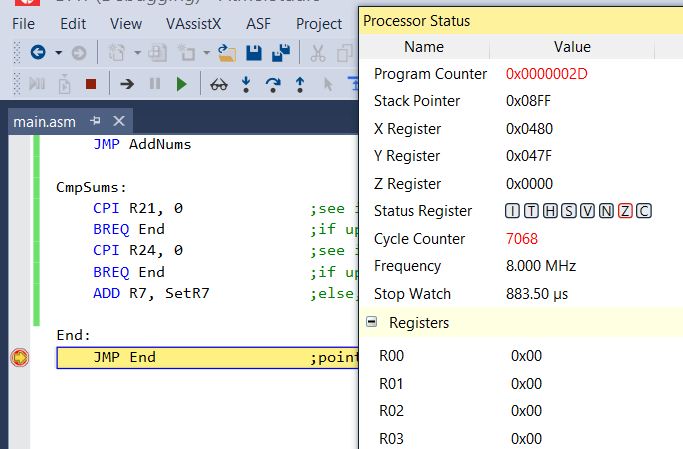 File Edit View VAssistX ASF Project
main.asm
JMP AddNums
CmpSums:
CPI R21, 0 ;see
BREQ End ;if
CPI R24, 0 ;see
BREQ End ;if
ADD R7, SetR7 ;else,
End:
JMP End
Processor Status
Name Value
Program Counter 0x0000002D
Stack Pointer 0x08FF
X Register 0x0480
Y Register 0x047F
Z Register 0x0000
Status Register I T H S V N Z C
Cycle Counter 7068
Frequency 8.000 MHz
Stop Watch 883.50 µs
Registers
R00 0x00
R01 0x00
R02 0x00
R03 0x00